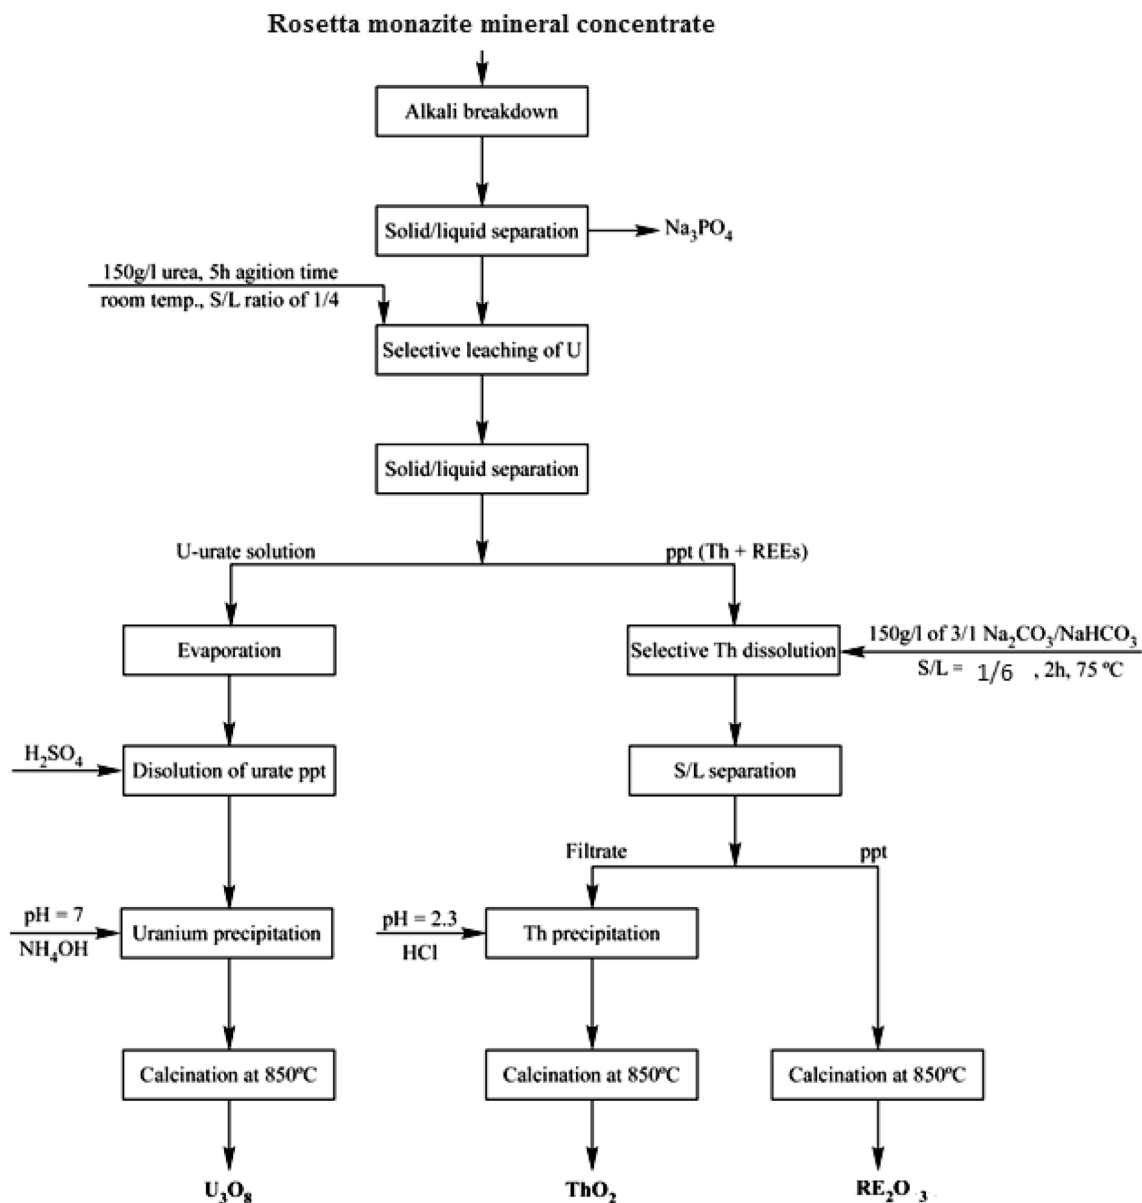 Rosetta monazite mineral concentrate
Alkali breakdown
Solid/liquid separation
Na₃PO₄
150g/l urea, 5h agition time
room temp., S/L ratio of 1/4
Selective leaching of U
Solid/liquid separation
U-urate solution
ppt (Th + REEs)
Evaporation
Selective Th dissolution
150g/l of 3/1 Na₂CO₃/NaHCO₃
S/L = 1/6 , 2h, 75 ºC
H₂SO₄
Disolution of urate ppt
S/L separation
Filtrate
ppt
pH = 7
NH₄OH
Uranium precipitation
pH = 2.3
HCl
Th precipitation
Calcination at 850ºC
Calcination at 850ºC
Calcination at 850ºC
U₃O₈
ThO₂
RE₂O ₃